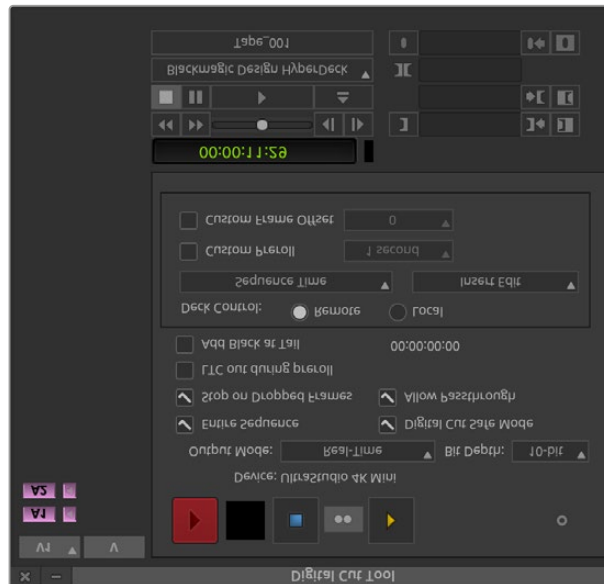 Digital Cut Tool
V1 V
A1
A2
Device: UltraStudio 4K Mini
Output Mode: Real-Time Bit Depth: 10-bit
Entire Sequence Digital Cut Safe Mode
Stop on Dropped Frames Allow Passthrough
LTC out during preroll
Add Black at Tail 00:00:00:00
Deck Control: Remote Local
Sequence Time Insert Edit
Custom Preroll 1 second
Custom Frame Offset 0
00:00:11:29
Blackmagic Design HyperDeck
Tape_001